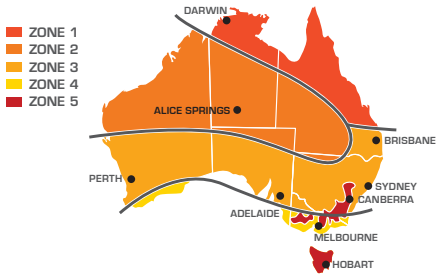 DARWIN
ZONE 1
ZONE 2
ZONE 3
ZONE 4
ZONE 5
ALICE SPRINGS
BRISBANE
PERTH
SYDNEY
CANBERRA
ADELAIDE
MELBOURNE
HOBART